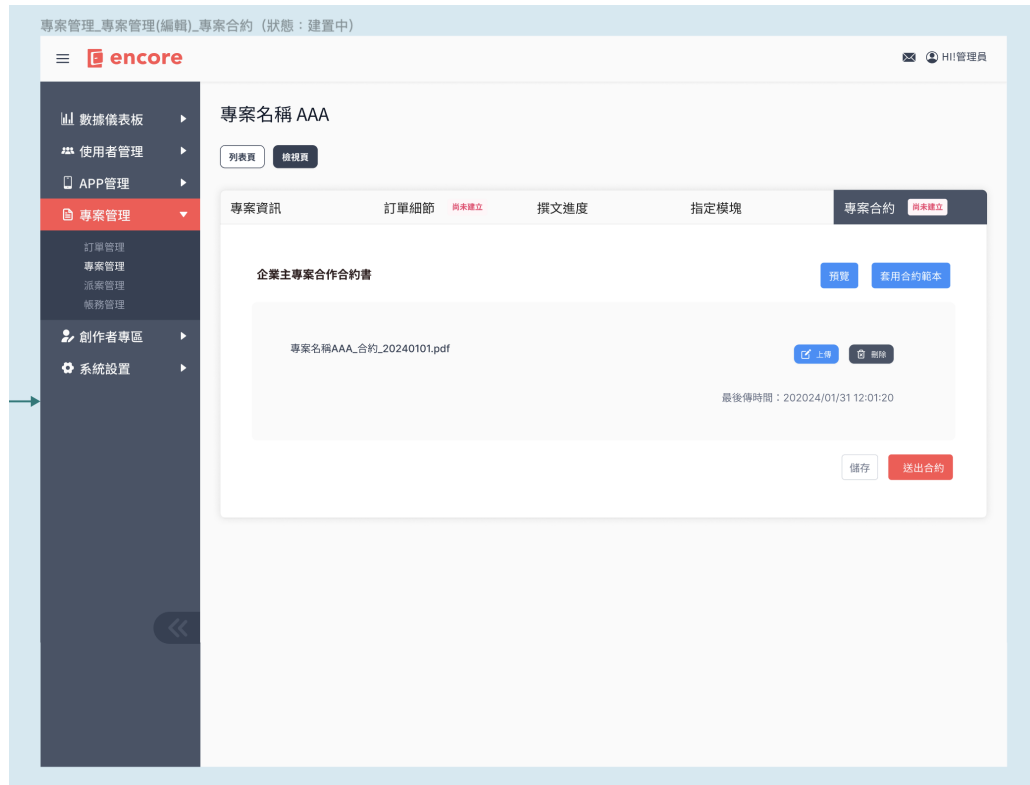 專案管理_專案管理(編輯)_專案合約（狀態：建置中）
encore
HI!管理員
數據儀表板
使用者管理
APP管理
專案管理
訂單管理
專案管理
派案管理
帳務管理
創作者專區
系統設置
專案名稱 AAA
列表頁 檢視頁
專案資訊 訂單細節 尚未建立 撰文進度 指定模塊 專案合約 尚未建立
企業主專案合作合約書 預覽 套用合約範本
專案名稱AAA_合約_20240101.pdf 上傳 刪除
最後傳時間：202024/01/31 12:01:20
儲存 送出合約